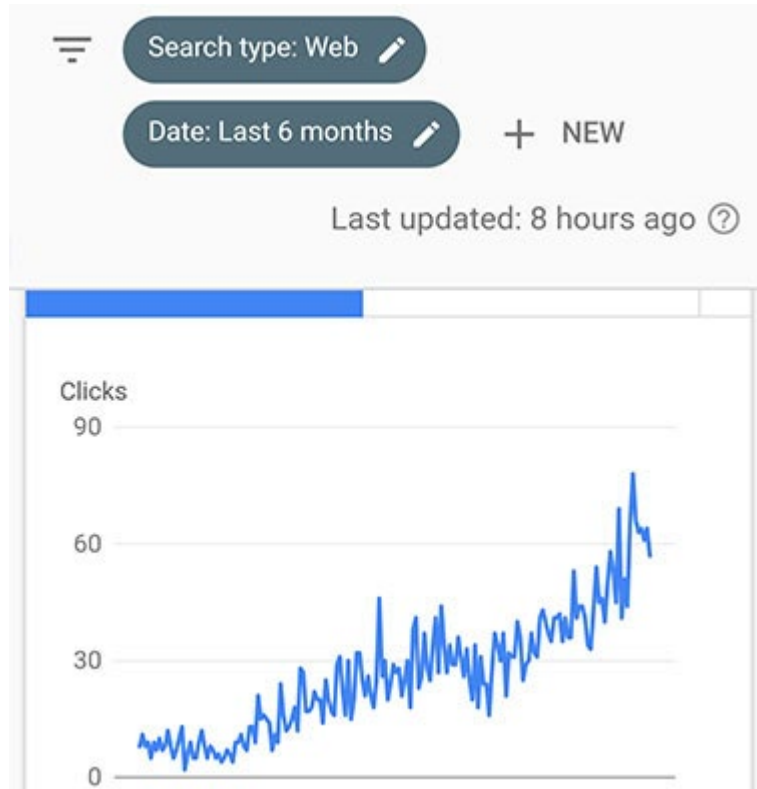 Search type: Web
Date: Last 6 months
NEW
Last updated: 8 hours ago
Clicks
90
60
30
0